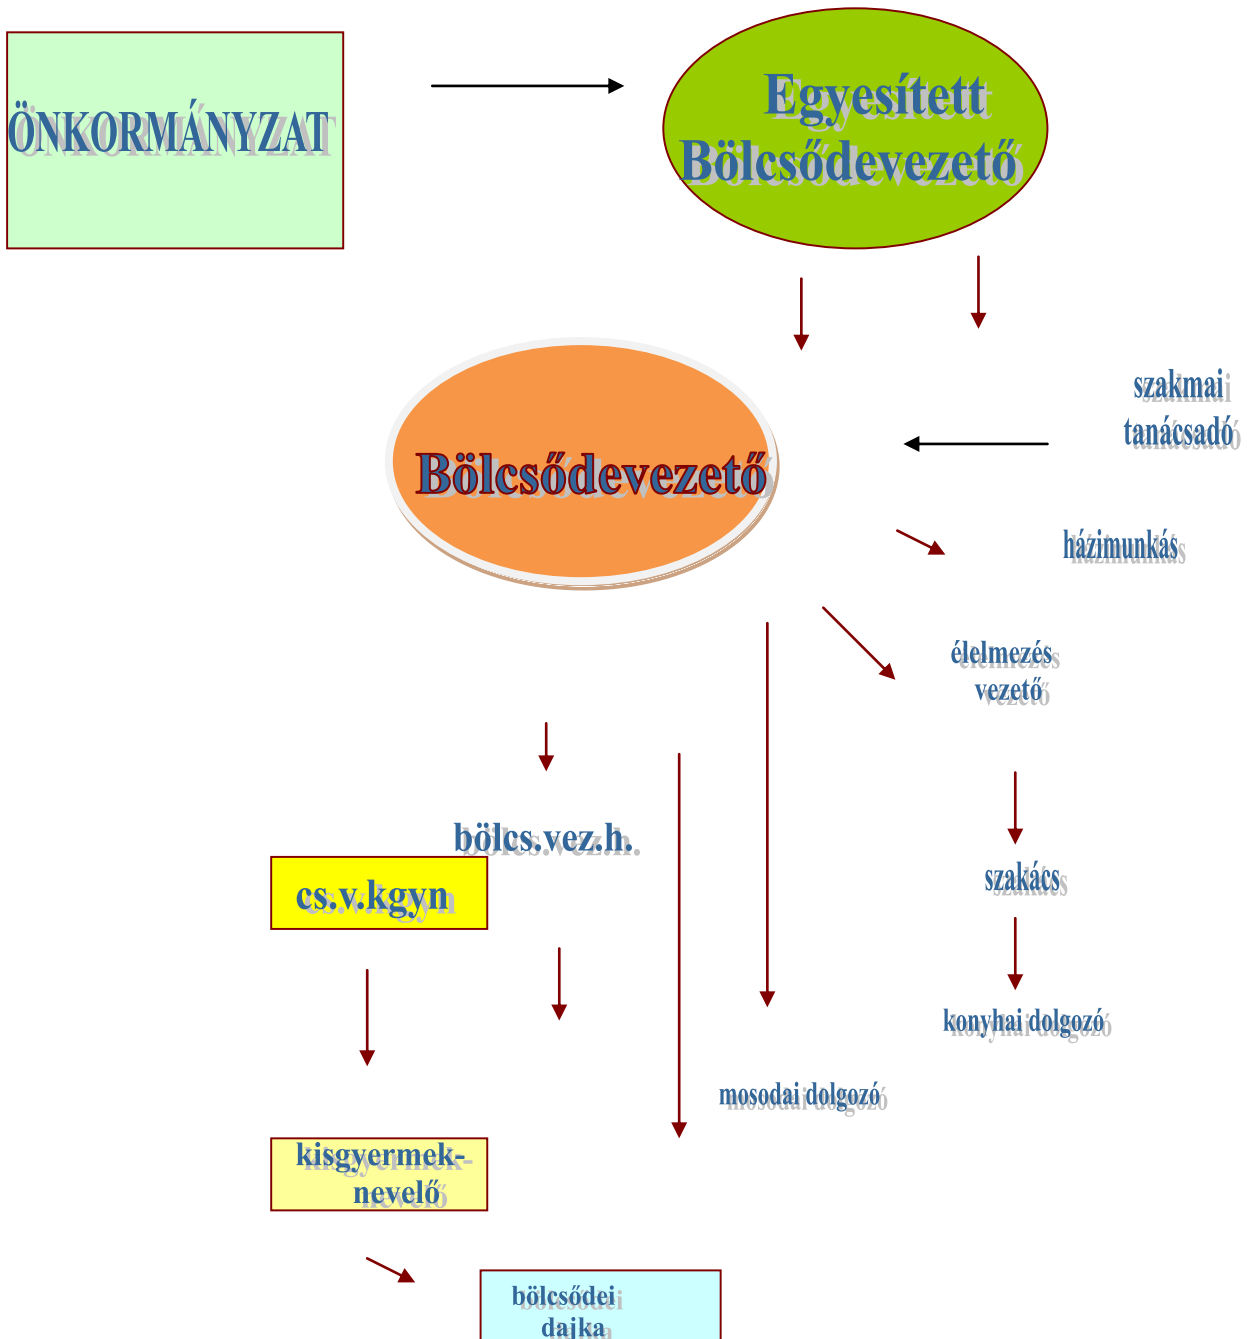 ÖNKORMÁNYZAT
Egyesített
Bölcsődevezető
szakmai
tanácsadó
Bölcsődevezető
házimunkás
élelmezés
vezető
bölcs.vez.h.
cs.v.kgyn
szakács
konyhai dolgozó
mosodai dolgozó
kisgyermek-
nevelő
bölcsődei
dajka